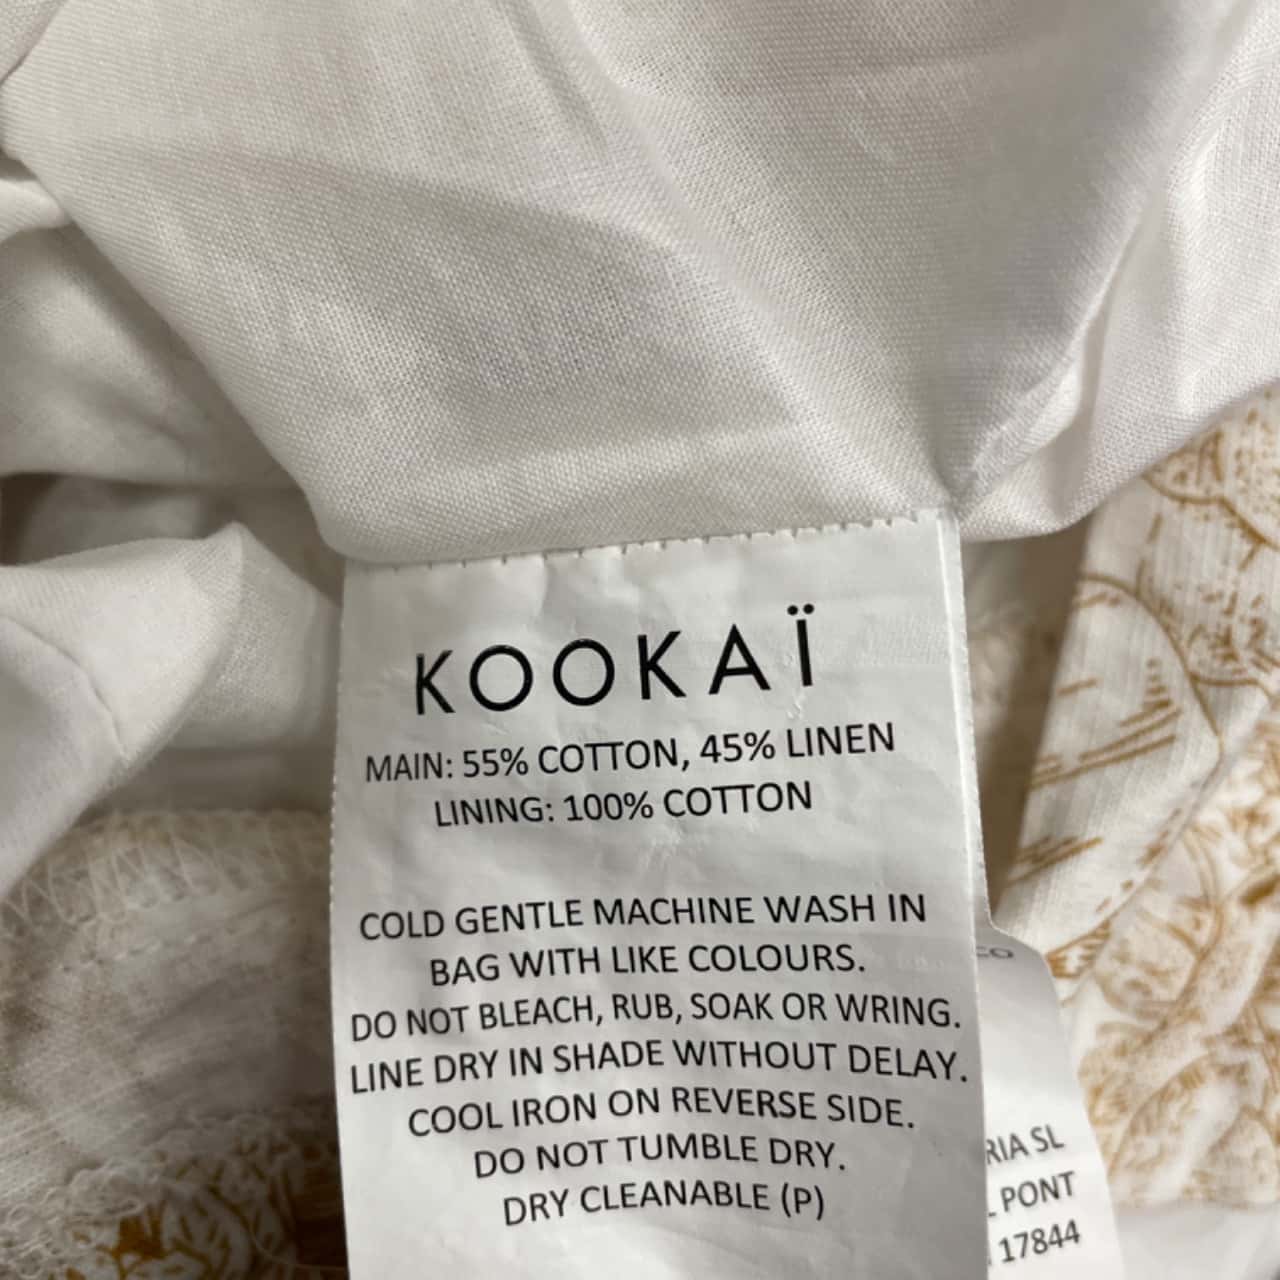 KOOKAÏ
MAIN: 55% COTTON, 45% LINEN
LINING: 100% COTTON
COLD GENTLE MACHINE WASH IN
BAG WITH LIKE COLOURS.
DO NOT BLEACH, RUB, SOAK OR WRING.
LINE DRY IN SHADE WITHOUT DELAY.
COOL IRON ON REVERSE SIDE.
DO NOT TUMBLE DRY.
DRY CLEANABLE (P)
RIA SL
PONT
17844